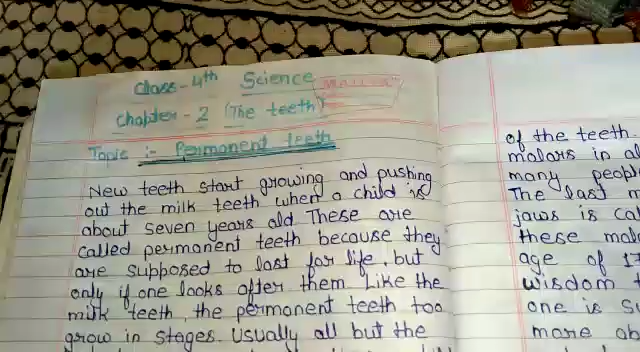 Class-4th Science
Chapter - 2 (The teeth)
Topic :- Permanent teeth
New teeth start growing and pushing
out the milk teeth when a child is
about seven years old These are
called permanent teeth because they
are supposed to last for life, but
only if one looks after them. Like the
milk teeth, the permanent teeth too
grow in stages. Usually all but the
of the teeth.
molars in
many
The last
jaws is
these
age of
wisdom
one is
more